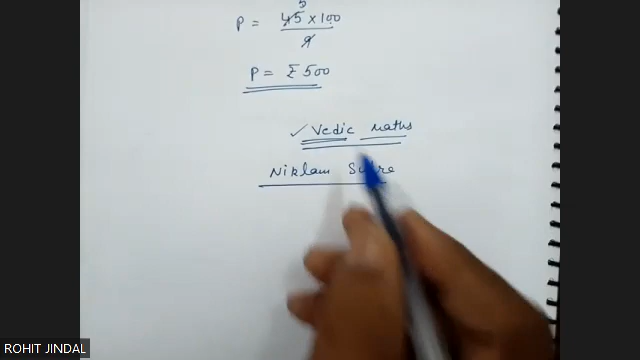 5
P = 45 x 100
9
P = ₹ 500
✓ Vedic Maths
Niklam
ROHIT JINDAL